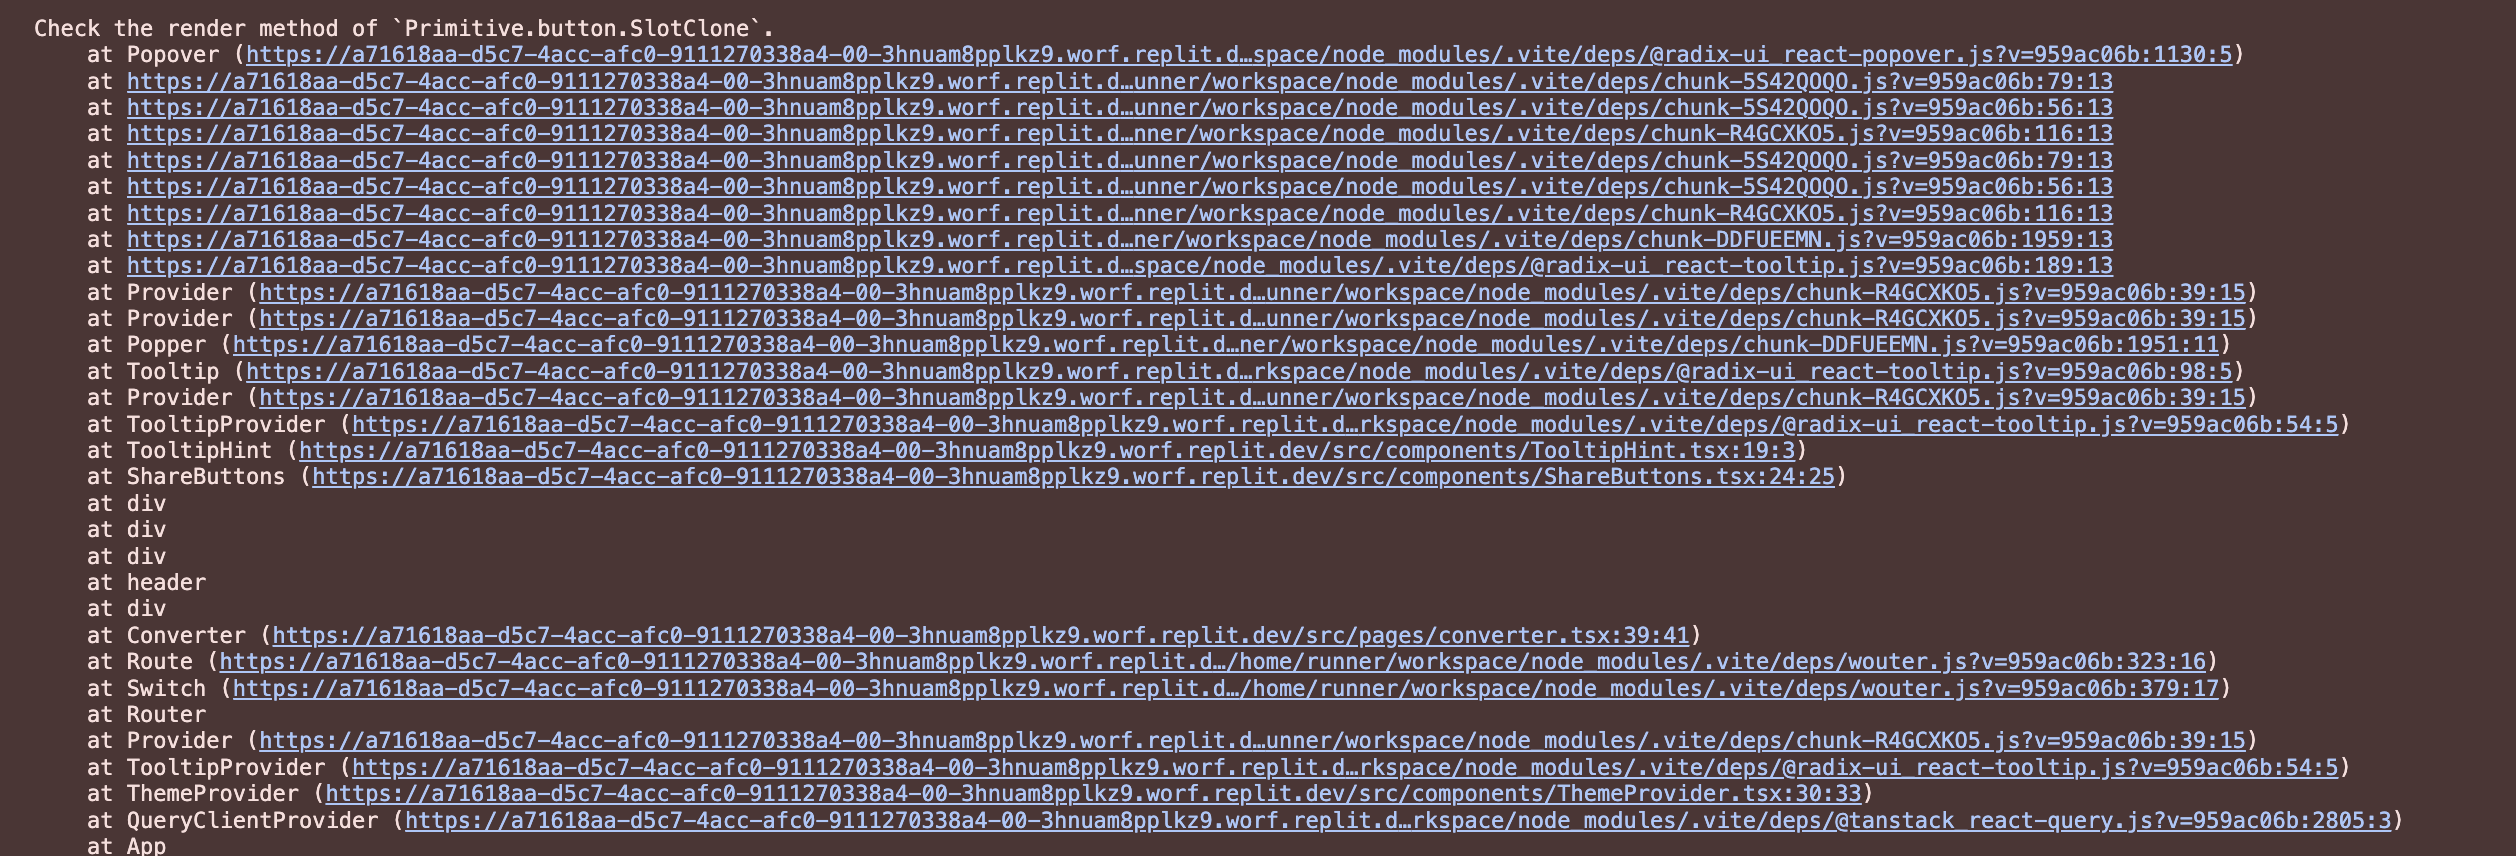 Check the render method of `Primitive.button.SlotClone`.
at Popover (https://a71618aa-d5c7-4acc-afc0-9111270338a4-00-3hnuam8pplkz9.worf.replit.d…space/node_modules/.vite/deps/@radix-ui_react-popover.js?v=959ac06b:1130:5)
at https://a71618aa-d5c7-4acc-afc0-9111270338a4-00-3hnuam8pplkz9.worf.replit.d…unner/workspace/node_modules/.vite/deps/chunk-5S42QOQO.js?v=959ac06b:79:13
at https://a71618aa-d5c7-4acc-afc0-9111270338a4-00-3hnuam8pplkz9.worf.replit.d…unner/workspace/node_modules/.vite/deps/chunk-5S42QOQO.js?v=959ac06b:56:13
at https://a71618aa-d5c7-4acc-afc0-9111270338a4-00-3hnuam8pplkz9.worf.replit.d…nner/workspace/node_modules/.vite/deps/chunk-R4GCXKO5.js?v=959ac06b:116:13
at https://a71618aa-d5c7-4acc-afc0-9111270338a4-00-3hnuam8pplkz9.worf.replit.d…unner/workspace/node_modules/.vite/deps/chunk-5S42QOQO.js?v=959ac06b:79:13
at https://a71618aa-d5c7-4acc-afc0-9111270338a4-00-3hnuam8pplkz9.worf.replit.d…unner/workspace/node_modules/.vite/deps/chunk-5S42QOQO.js?v=959ac06b:56:13
at https://a71618aa-d5c7-4acc-afc0-9111270338a4-00-3hnuam8pplkz9.worf.replit.d…nner/workspace/node_modules/.vite/deps/chunk-R4GCXKO5.js?v=959ac06b:116:13
at https://a71618aa-d5c7-4acc-afc0-9111270338a4-00-3hnuam8pplkz9.worf.replit.d…ner/workspace/node_modules/.vite/deps/chunk-DDFUEEMN.js?v=959ac06b:1959:13
at https://a71618aa-d5c7-4acc-afc0-9111270338a4-00-3hnuam8pplkz9.worf.replit.d…space/node_modules/.vite/deps/@radix-ui_react-tooltip.js?v=959ac06b:189:13
at Provider (https://a71618aa-d5c7-4acc-afc0-9111270338a4-00-3hnuam8pplkz9.worf.replit.d…unner/workspace/node_modules/.vite/deps/chunk-R4GCXKO5.js?v=959ac06b:39:15)
at Provider (https://a71618aa-d5c7-4acc-afc0-9111270338a4-00-3hnuam8pplkz9.worf.replit.d…unner/workspace/node_modules/.vite/deps/chunk-R4GCXKO5.js?v=959ac06b:39:15)
at Popper (https://a71618aa-d5c7-4acc-afc0-9111270338a4-00-3hnuam8pplkz9.worf.replit.d…ner/workspace/node_modules/.vite/deps/chunk-DDFUEEMN.js?v=959ac06b:1951:11)
at Tooltip (https://a71618aa-d5c7-4acc-afc0-9111270338a4-00-3hnuam8pplkz9.worf.replit.d…rkspace/node_modules/.vite/deps/@radix-ui_react-tooltip.js?v=959ac06b:98:5)
at Provider (https://a71618aa-d5c7-4acc-afc0-9111270338a4-00-3hnuam8pplkz9.worf.replit.d…unner/workspace/node_modules/.vite/deps/chunk-R4GCXKO5.js?v=959ac06b:39:15)
at TooltipProvider (https://a71618aa-d5c7-4acc-afc0-9111270338a4-00-3hnuam8pplkz9.worf.replit.d…rkspace/node_modules/.vite/deps/@radix-ui_react-tooltip.js?v=959ac06b:54:5)
at TooltipHint (https://a71618aa-d5c7-4acc-afc0-9111270338a4-00-3hnuam8pplkz9.worf.replit.dev/src/components/TooltipHint.tsx:19:3)
at ShareButtons (https://a71618aa-d5c7-4acc-afc0-9111270338a4-00-3hnuam8pplkz9.worf.replit.dev/src/components/ShareButtons.tsx:24:25)
at div
at div
at div
at header
at div
at Converter (https://a71618aa-d5c7-4acc-afc0-9111270338a4-00-3hnuam8pplkz9.worf.replit.dev/src/pages/converter.tsx:39:41)
at Route (https://a71618aa-d5c7-4acc-afc0-9111270338a4-00-3hnuam8pplkz9.worf.replit.d…/home/runner/workspace/node_modules/.vite/deps/wouter.js?v=959ac06b:323:16)
at Switch (https://a71618aa-d5c7-4acc-afc0-9111270338a4-00-3hnuam8pplkz9.worf.replit.d…/home/runner/workspace/node_modules/.vite/deps/wouter.js?v=959ac06b:379:17)
at Router
at Provider (https://a71618aa-d5c7-4acc-afc0-9111270338a4-00-3hnuam8pplkz9.worf.replit.d…unner/workspace/node_modules/.vite/deps/chunk-R4GCXKO5.js?v=959ac06b:39:15)
at TooltipProvider (https://a71618aa-d5c7-4acc-afc0-9111270338a4-00-3hnuam8pplkz9.worf.replit.d…rkspace/node_modules/.vite/deps/@radix-ui_react-tooltip.js?v=959ac06b:54:5)
at ThemeProvider (https://a71618aa-d5c7-4acc-afc0-9111270338a4-00-3hnuam8pplkz9.worf.replit.dev/src/components/ThemeProvider.tsx:30:33)
at QueryClientProvider (https://a71618aa-d5c7-4acc-afc0-9111270338a4-00-3hnuam8pplkz9.worf.replit.d…rkspace/node_modules/.vite/deps/@tanstack_react-query.js?v=959ac06b:2805:3)
at App